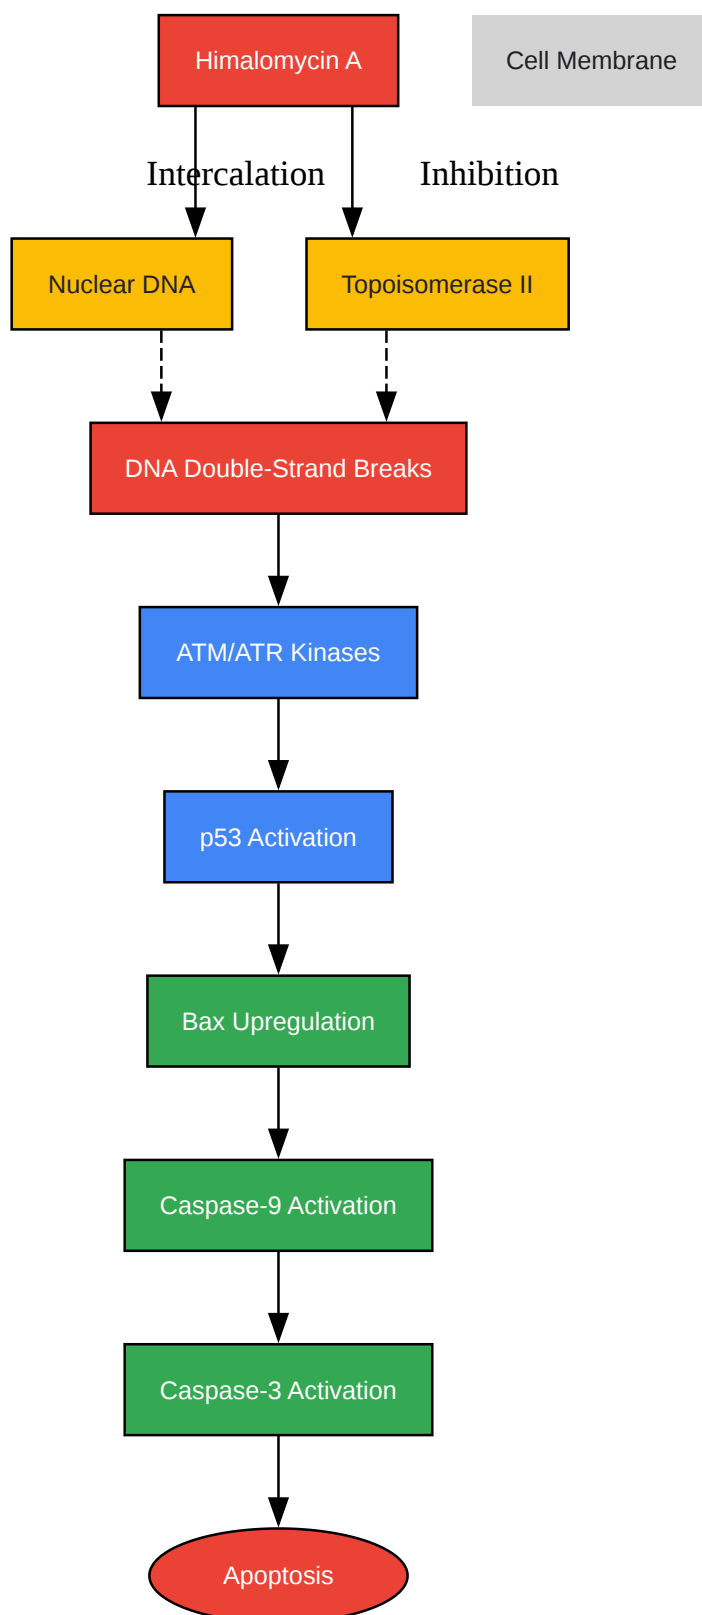 Himalomycin A
Cell Membrane
Intercalation
Inhibition
Nuclear DNA
Topoisomerase II
DNA Double-Strand Breaks
ATM/ATR Kinases
p53 Activation
Bax Upregulation
Caspase-9 Activation
Caspase-3 Activation
Apoptosis